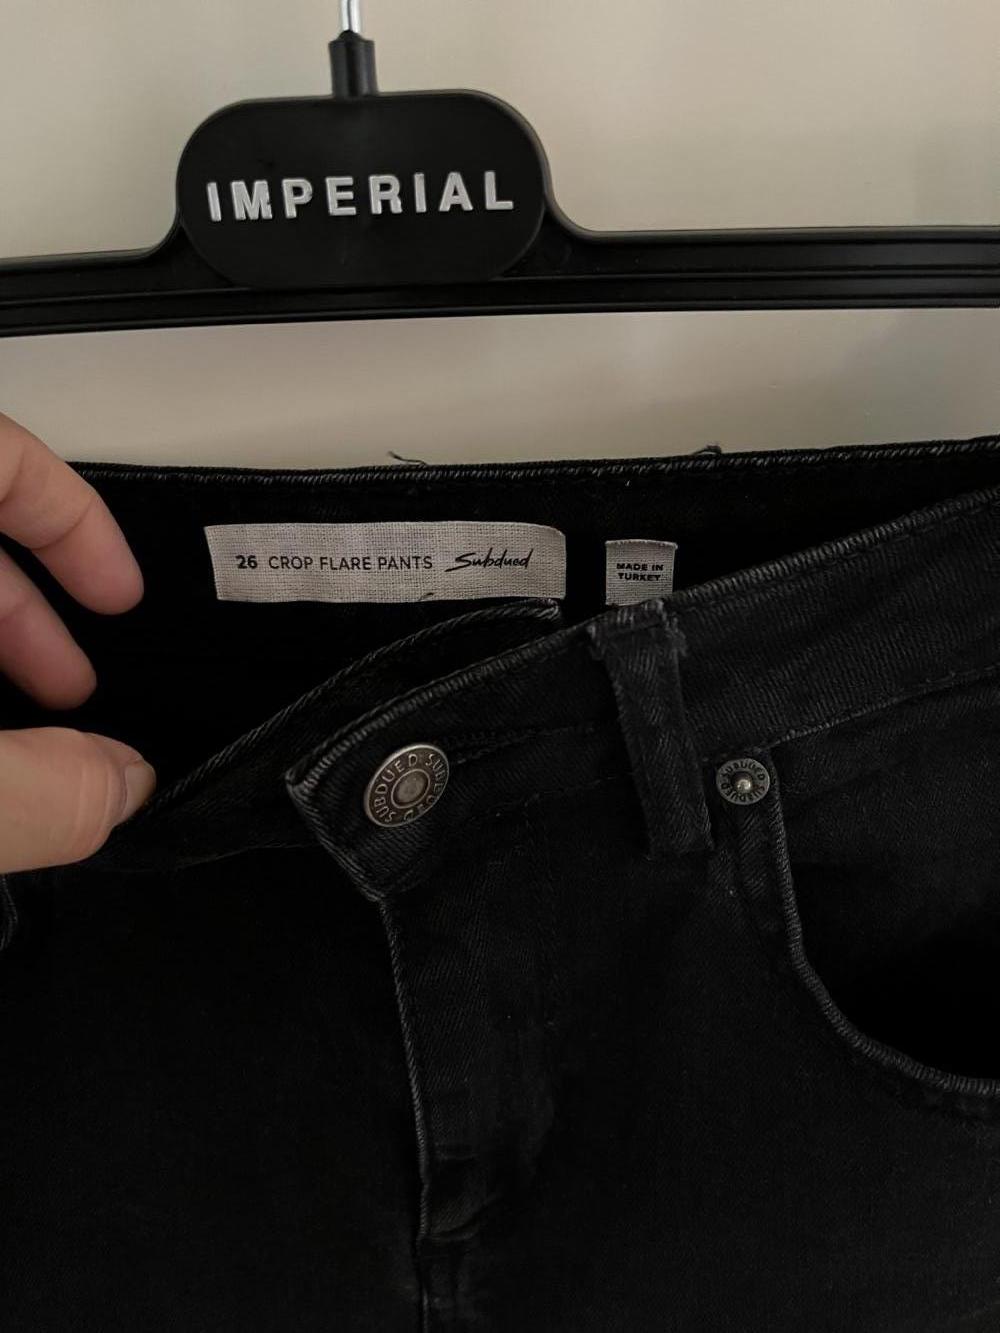 IMPERIAL
26 CROP FLARE PANTS Subdued
MADE IN
TURKEY
SUBDUED SUBDUED
SUBDUED SUBDUED